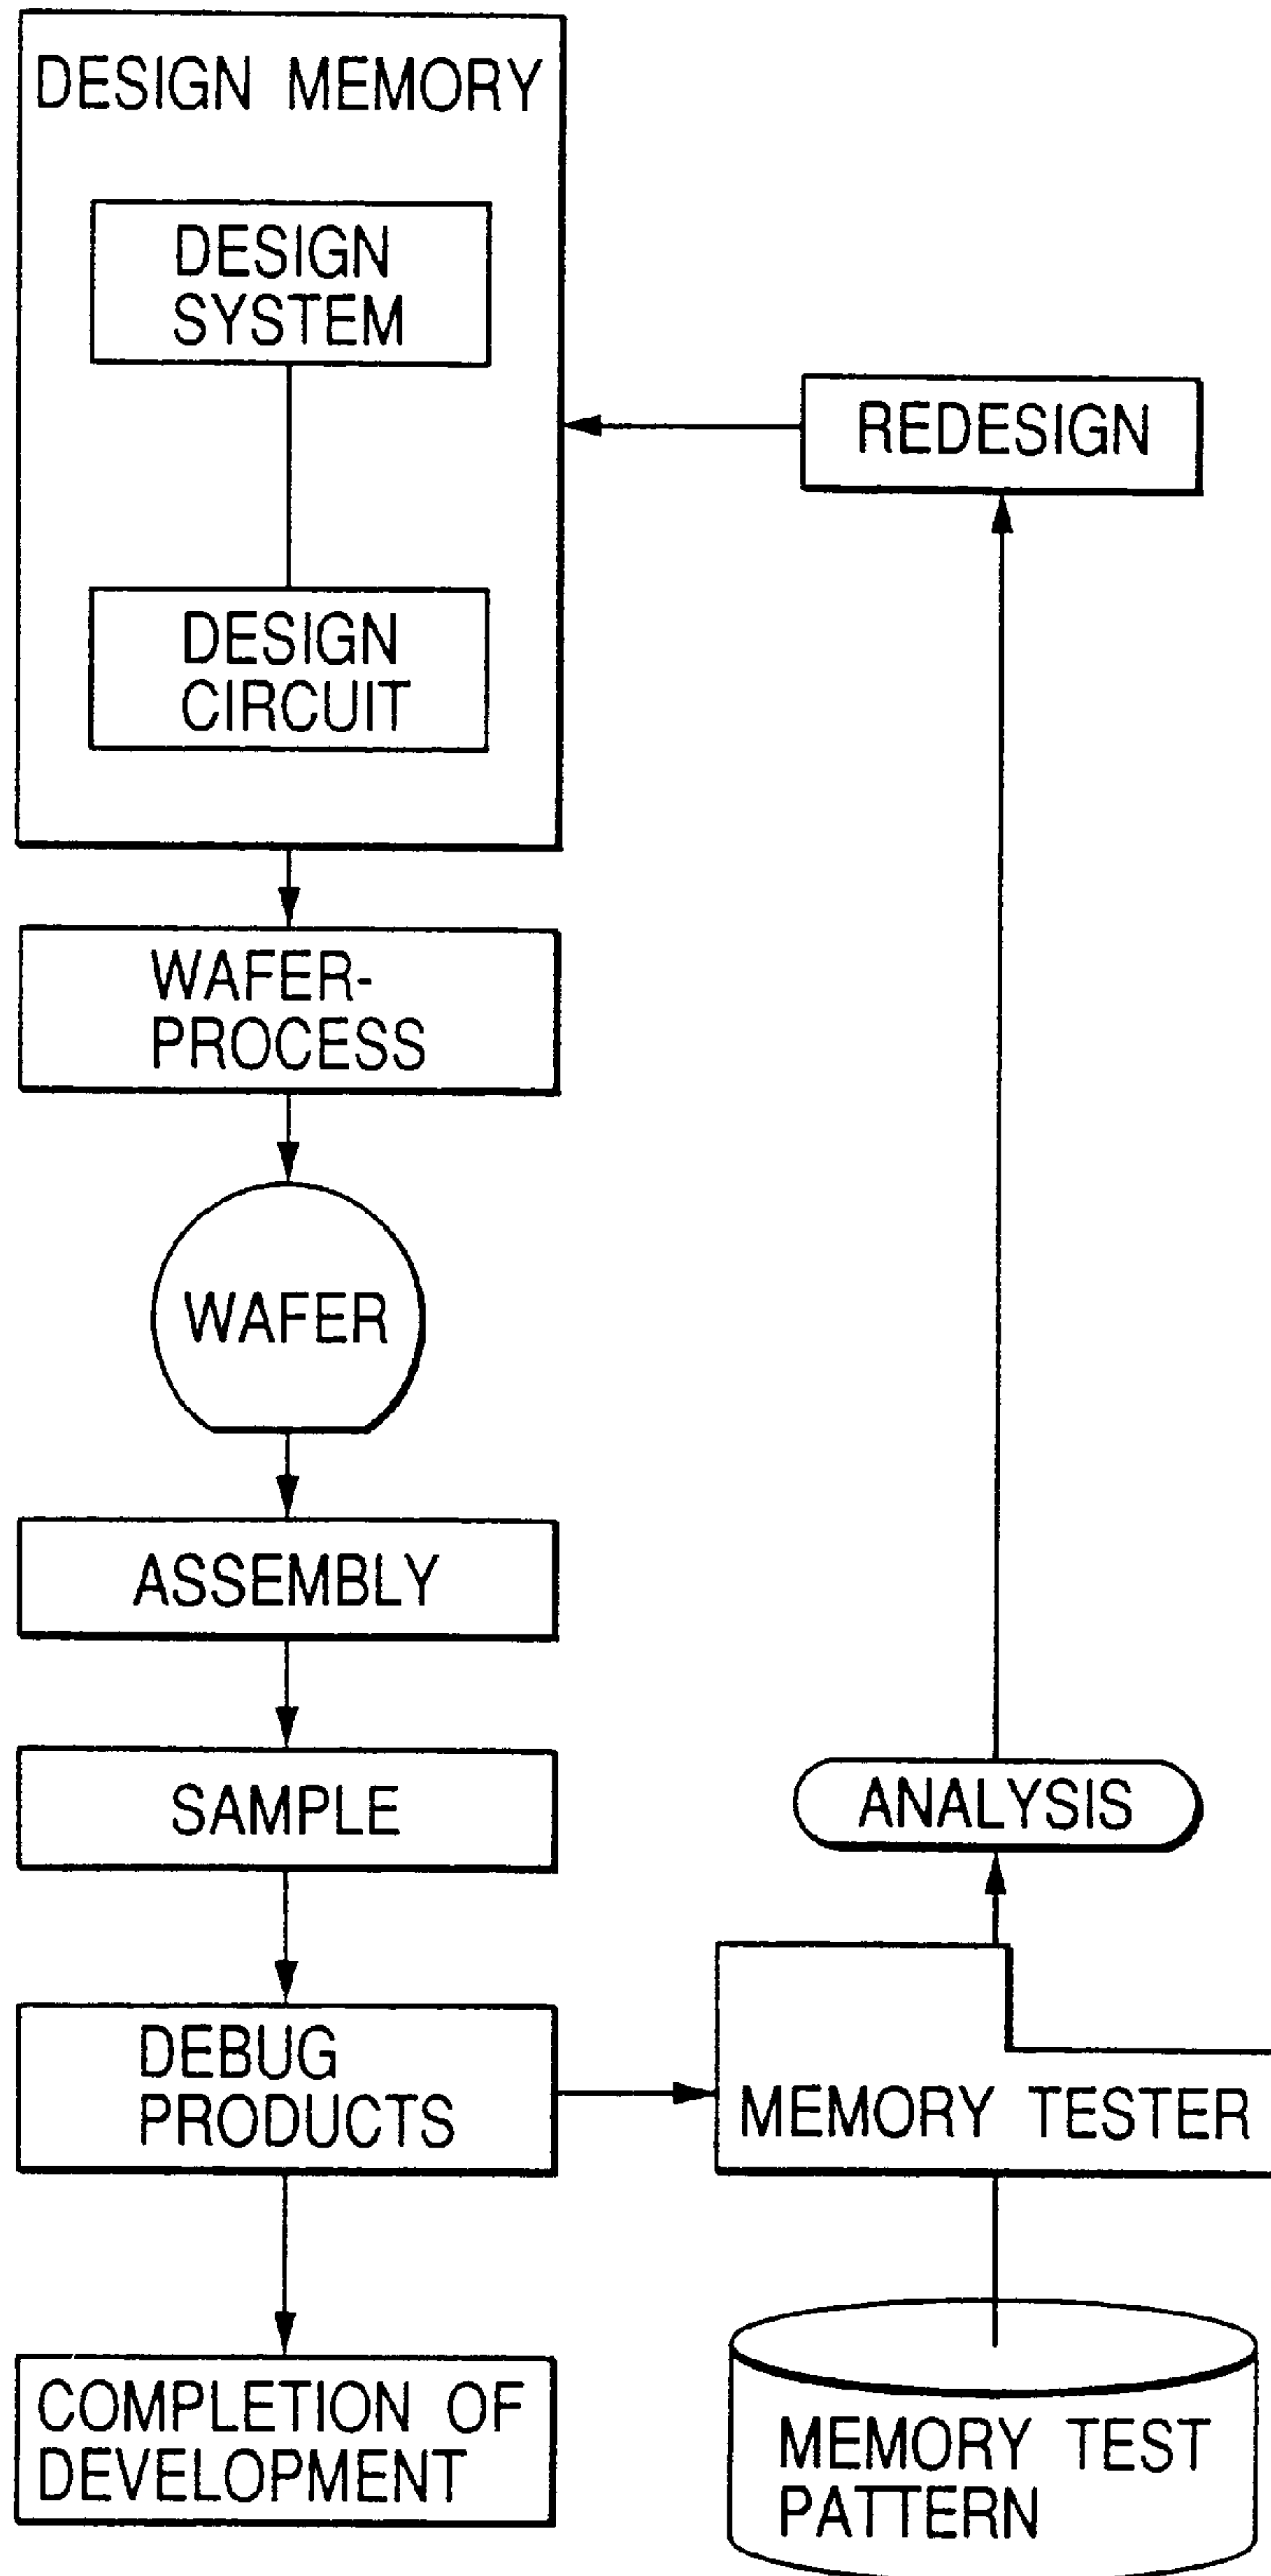 DESIGN MEMORY
DESIGN
SYSTEM
REDESIGN
DESIGN
CIRCUIT
WAFER-
PROCESS
WAFER
ASSEMBLY
SAMPLE
ANALYSIS
DEBUG
PRODUCTS
MEMORY TESTER
COMPLETION OF
DEVELOPMENT
MEMORY TEST
PATTERN